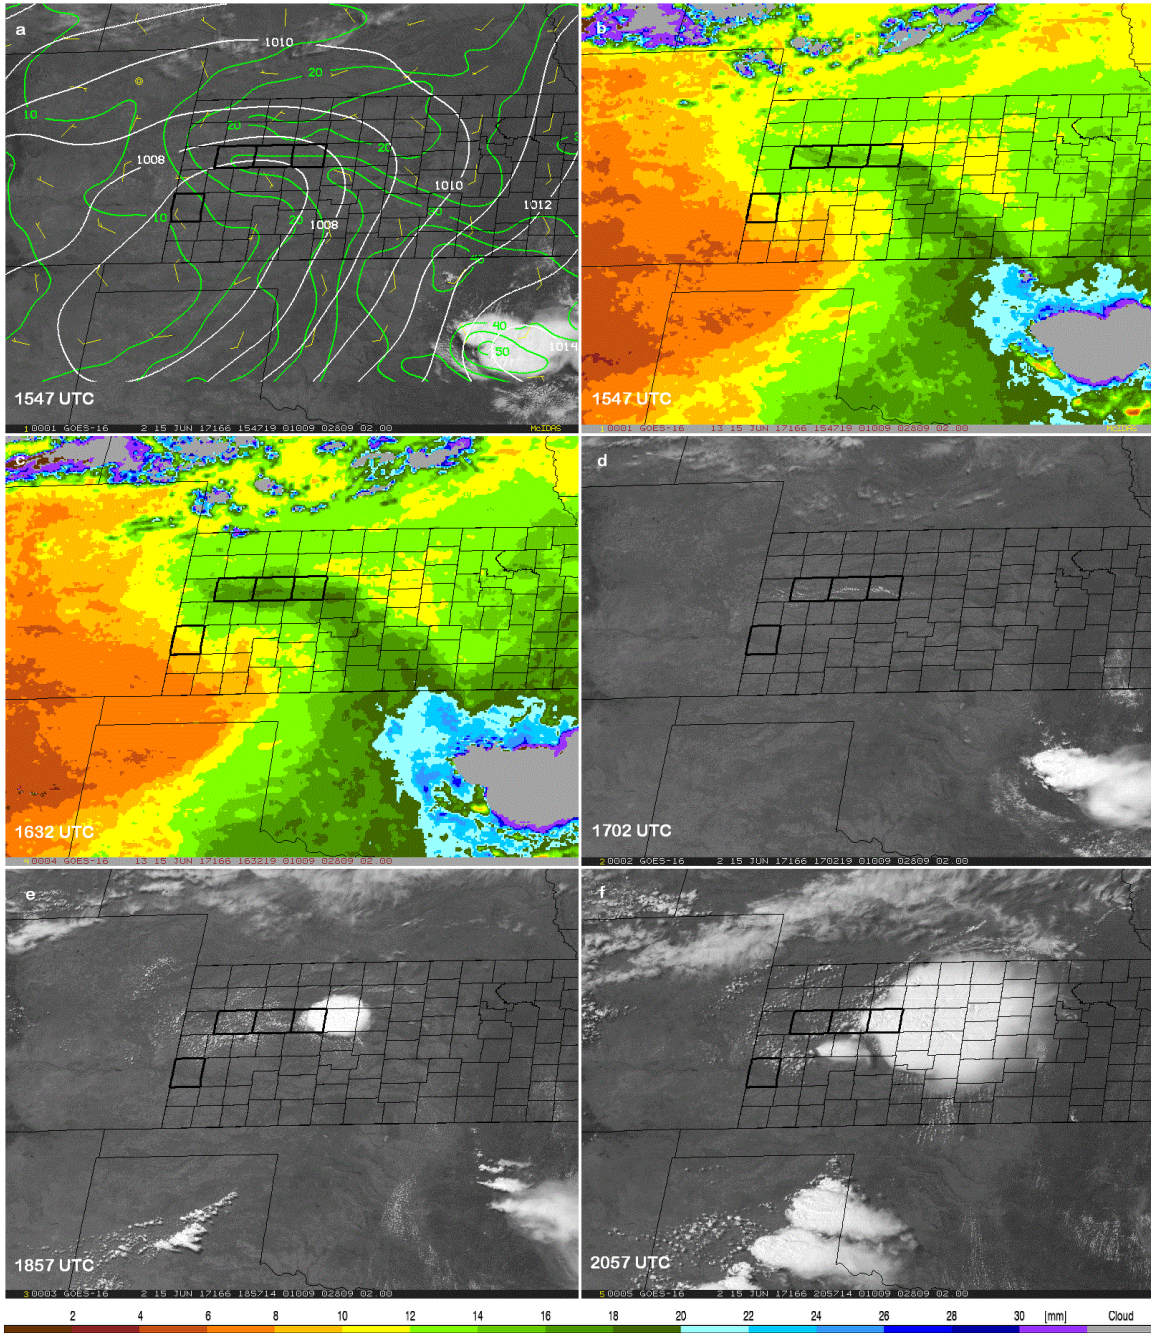 a
1010
20
10
20
20
1008
1010
1012
10
20
1008
30
40
40
50
1014
1547 UTC
1 0001 GOES-16 2 15 JUN 17166 154719 01009 02809 02.00 McIDAS
b
1547 UTC
1 0001 GOES-16 13 15 JUN 17166 154719 01009 02809 02.00 McIDAS
c
1632 UTC
0004 GOES-16 13 15 JUN 17166 163219 01009 02809 02.00
d
1702 UTC
2 0002 GOES-16 2 15 JUN 17166 170219 01009 02809 02.00
e
1857 UTC
3 0003 GOES-16 2 15 JUN 17166 185714 01009 02809 02.00
f
2057 UTC
5 0005 GOES-16 2 15 JUN 17166 205714 01009 02809 02.00
2 4 6 8 10 12 14 16 18 20 22 24 26 28 30 [mm] Cloud